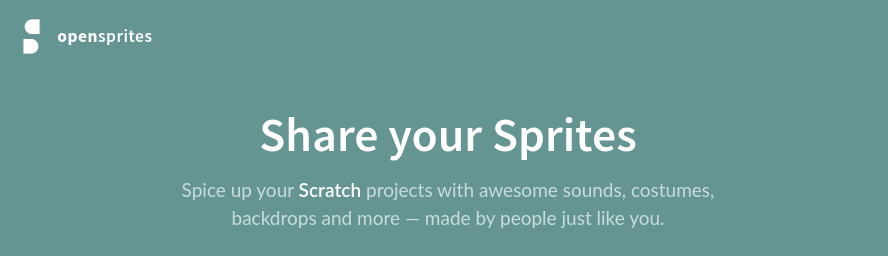 opensprites
Share your Sprites
Spice up your Scratch projects with awesome sounds, costumes,
backdrops and more — made by people just like you.